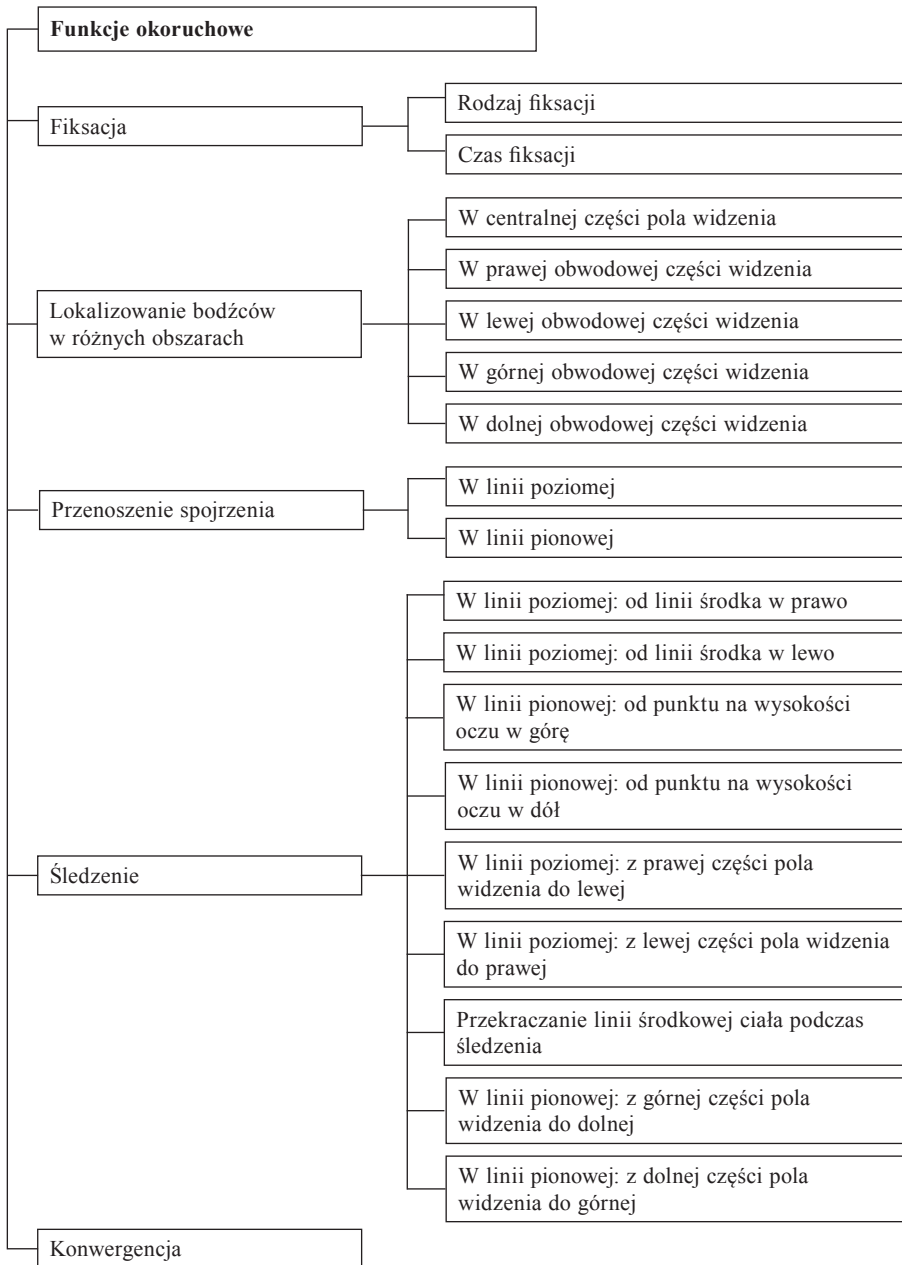 Funkcje okoruchowe
Fiksacja
Rodzaj fiksacji
Czas fiksacji
Lokalizowanie bodźców
w różnych obszarach
W centralnej części pola widzenia
W prawej obwodowej części widzenia
W lewej obwodowej części widzenia
W górnej obwodowej części widzenia
W dolnej obwodowej części widzenia
Przenoszenie spojrzenia
W linii poziomej
W linii pionowej
Śledzenie
W linii poziomej: od linii środka w prawo
W linii poziomej: od linii środka w lewo
W linii pionowej: od punktu na wysokości
oczu w górę
W linii pionowej: od punktu na wysokości
oczu w dół
W linii poziomej: z prawej części pola
widzenia do lewej
W linii poziomej: z lewej części pola widzenia
do prawej
Przekraczanie linii środkowej ciała podczas
śledzenia
W linii pionowej: z górnej części pola
widzenia do dolnej
W linii pionowej: z dolnej części pola
widzenia do górnej
Konwergencja